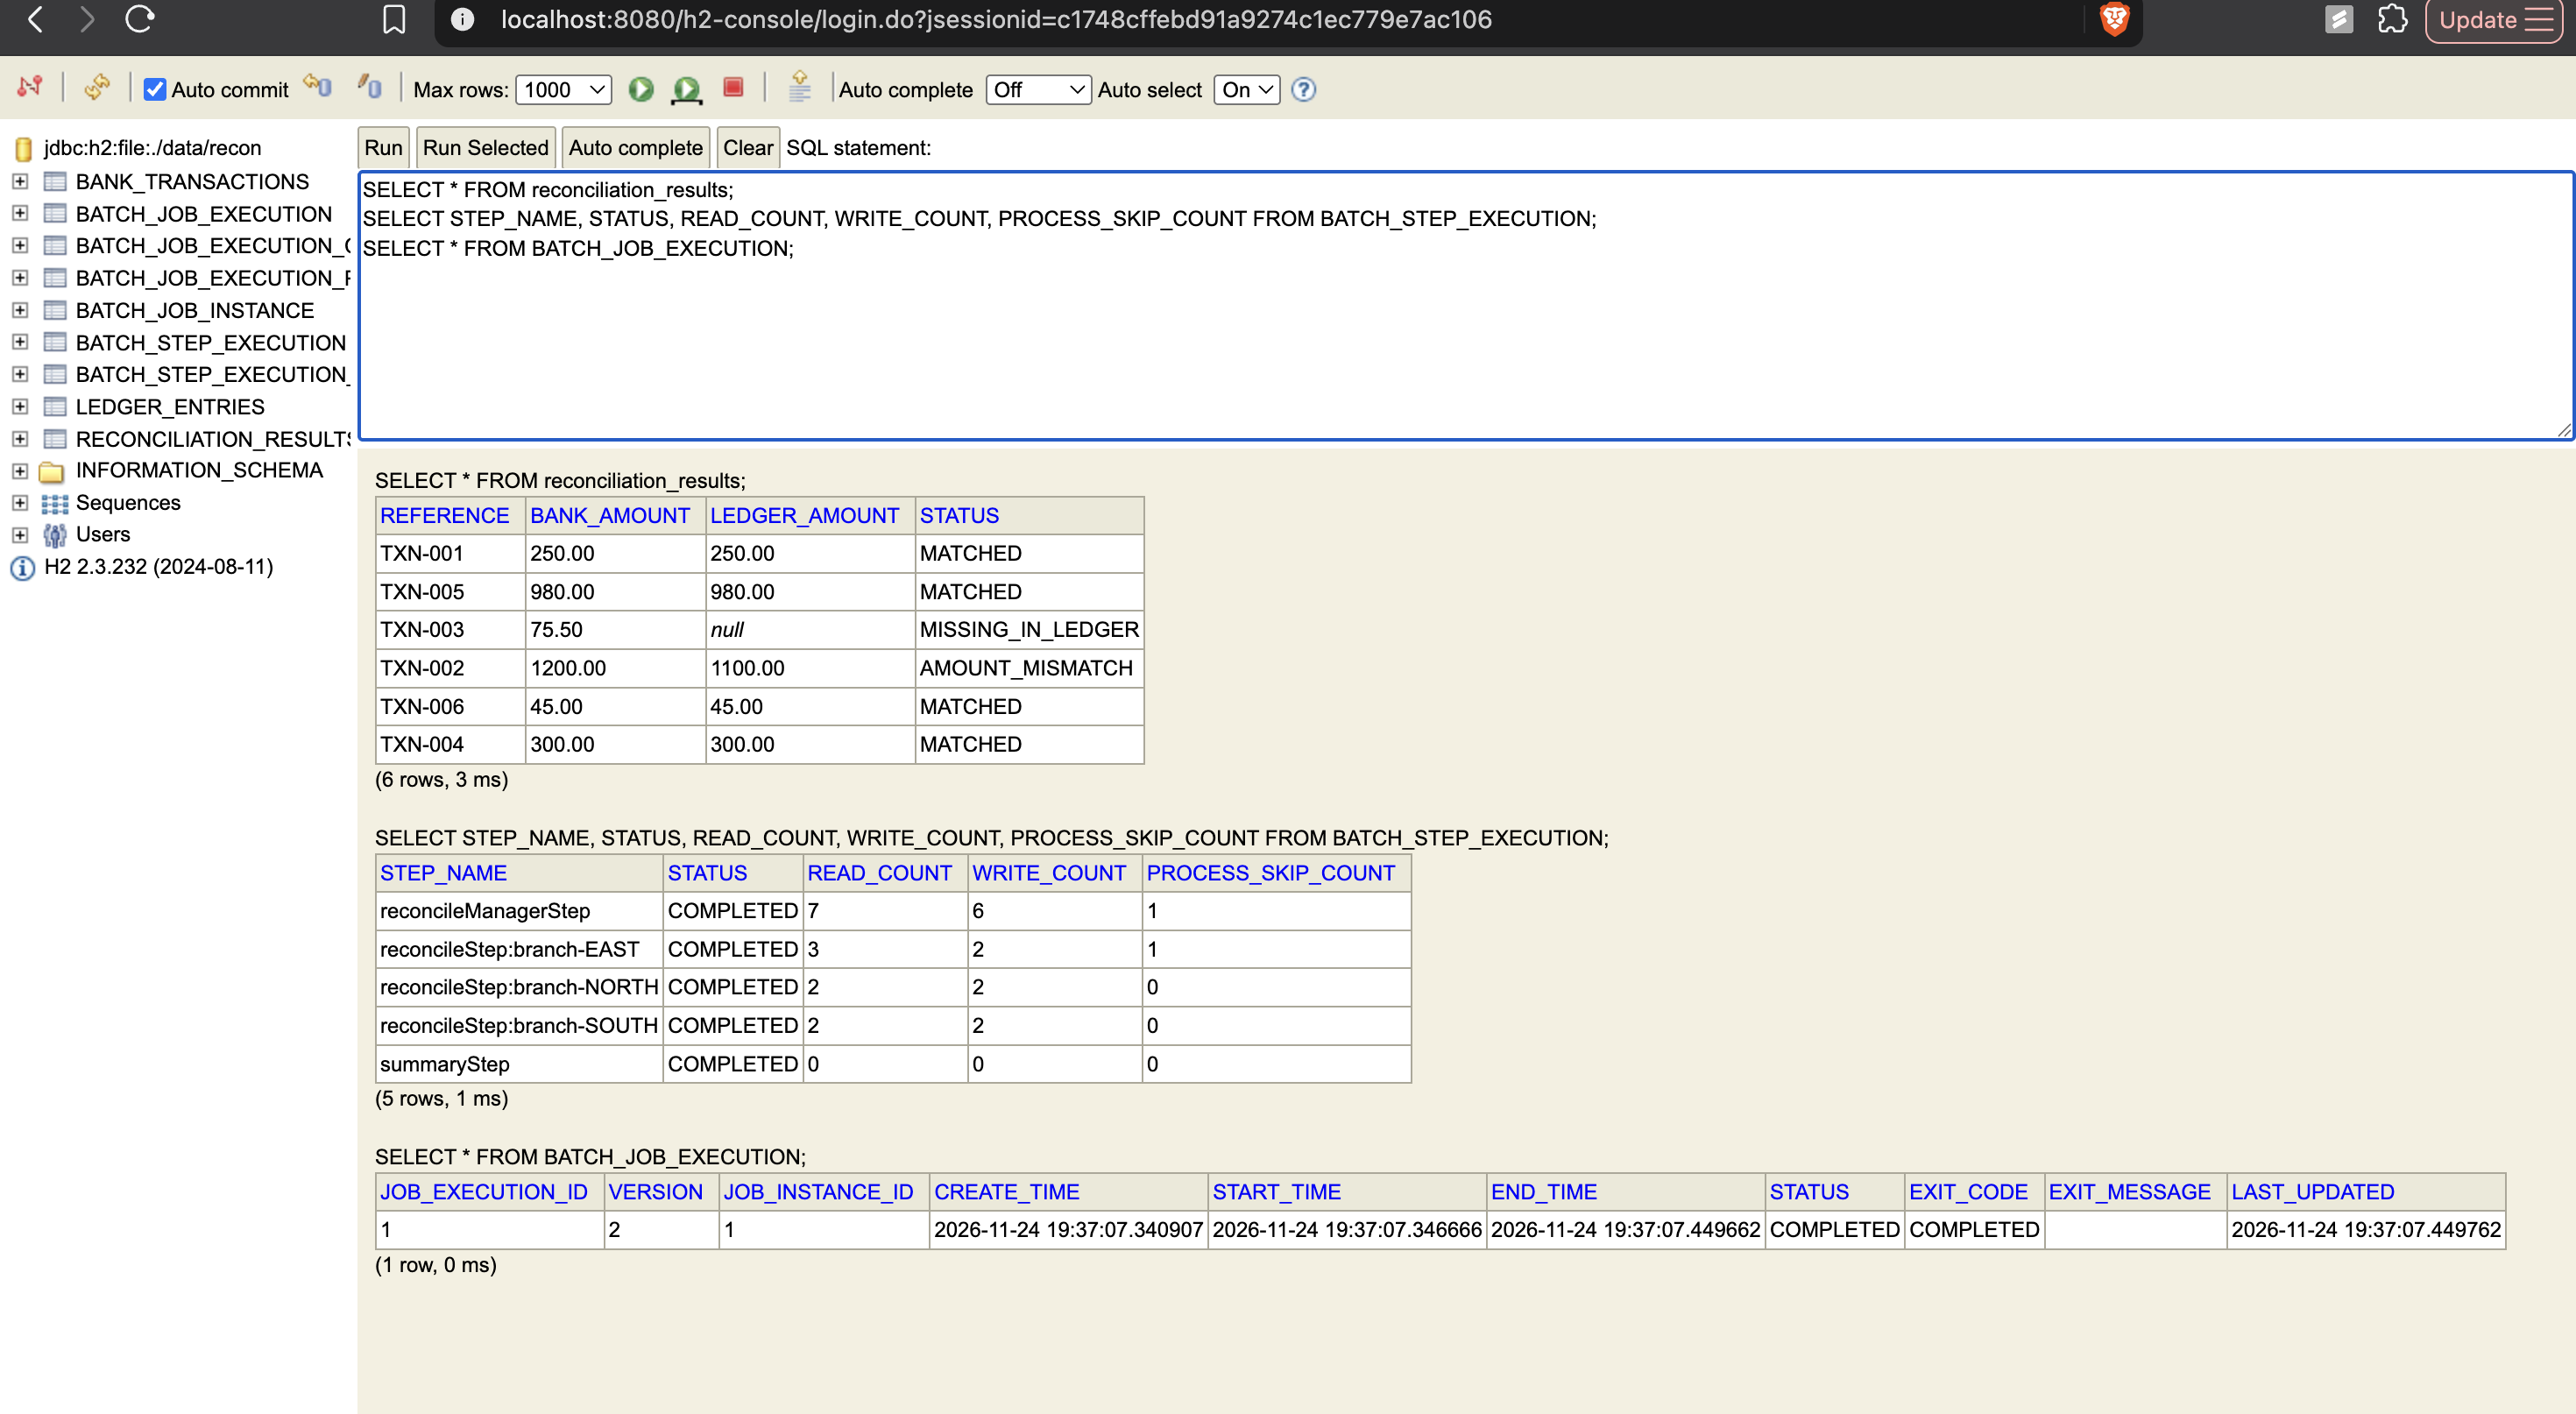 localhost:8080/h2-console/login.do?jsessionid=c1748cffebd91a9274c1ec779e7ac106
Update
Auto commit Max rows: 1000 Auto complete Off Auto select On
jdbc:h2:file:./data/recon
BANK_TRANSACTIONS
BATCH_JOB_EXECUTION
BATCH_JOB_EXECUTION_C
BATCH_JOB_EXECUTION_P
BATCH_JOB_INSTANCE
BATCH_STEP_EXECUTION
BATCH_STEP_EXECUTION_
LEDGER_ENTRIES
RECONCILIATION_RESULTS
INFORMATION_SCHEMA
Sequences
Users
H2 2.3.232 (2024-08-11)
Run Run Selected Auto complete Clear SQL statement:
SELECT * FROM reconciliation_results;
SELECT STEP_NAME, STATUS, READ_COUNT, WRITE_COUNT, PROCESS_SKIP_COUNT FROM BATCH_STEP_EXECUTION;
SELECT * FROM BATCH_JOB_EXECUTION;
SELECT * FROM reconciliation_results;
REFERENCE BANK_AMOUNT LEDGER_AMOUNT STATUS
TXN-001 250.00 250.00 MATCHED
TXN-005 980.00 980.00 MATCHED
TXN-003 75.50 null MISSING_IN_LEDGER
TXN-002 1200.00 1100.00 AMOUNT_MISMATCH
TXN-006 45.00 45.00 MATCHED
TXN-004 300.00 300.00 MATCHED
(6 rows, 3 ms)
SELECT STEP_NAME, STATUS, READ_COUNT, WRITE_COUNT, PROCESS_SKIP_COUNT FROM BATCH_STEP_EXECUTION;
STEP_NAME STATUS READ_COUNT WRITE_COUNT PROCESS_SKIP_COUNT
reconcileManagerStep COMPLETED 7 6 1
reconcileStep:branch-EAST COMPLETED 3 2 1
reconcileStep:branch-NORTH COMPLETED 2 2 0
reconcileStep:branch-SOUTH COMPLETED 2 2 0
summaryStep COMPLETED 0 0 0
(5 rows, 1 ms)
SELECT * FROM BATCH_JOB_EXECUTION;
JOB_EXECUTION_ID VERSION JOB_INSTANCE_ID CREATE_TIME START_TIME END_TIME STATUS EXIT_CODE EXIT_MESSAGE LAST_UPDATED
1 2 1 2026-11-24 19:37:07.340907 2026-11-24 19:37:07.346666 2026-11-24 19:37:07.449662 COMPLETED COMPLETED 2026-11-24 19:37:07.449762
(1 row, 0 ms)